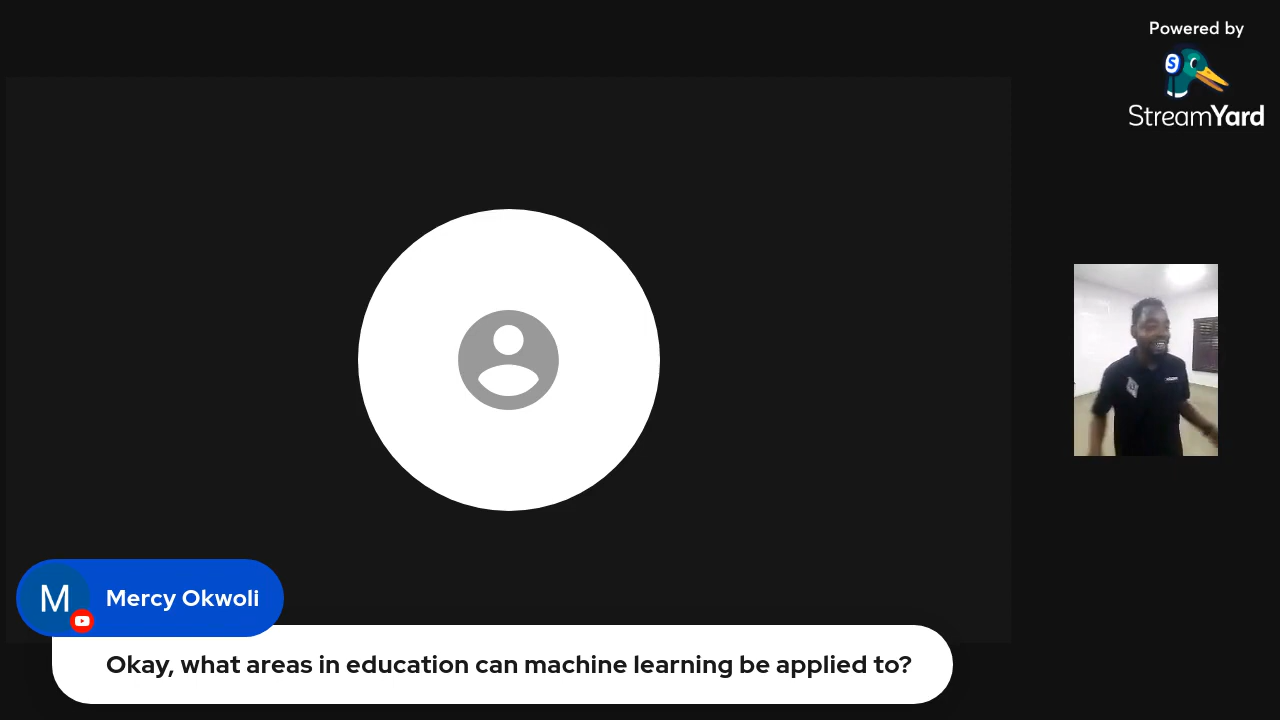 Powered by
S
StreamYard
M
Mercy Okwoli
Okay, what areas in education can machine learning be applied to?